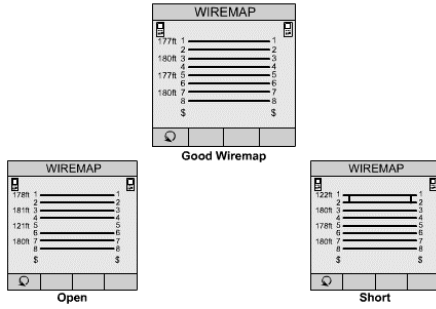 WIREMAP
177ft 1 1
2 2
180ft 3 3
4 4
177ft 5 5
6 6
180ft 7 7
8 8
$ $
Good Wiremap
WIREMAP
178ft 1 1
2 2
181ft 3 3
4 4
121ft 5 5
6 6
180ft 7 7
8 8
$ $
Open
WIREMAP
122ft 1 1
2 2
180ft 3 3
4 4
178ft 5 5
6 6
180ft 7 7
8 8
$ $
Short